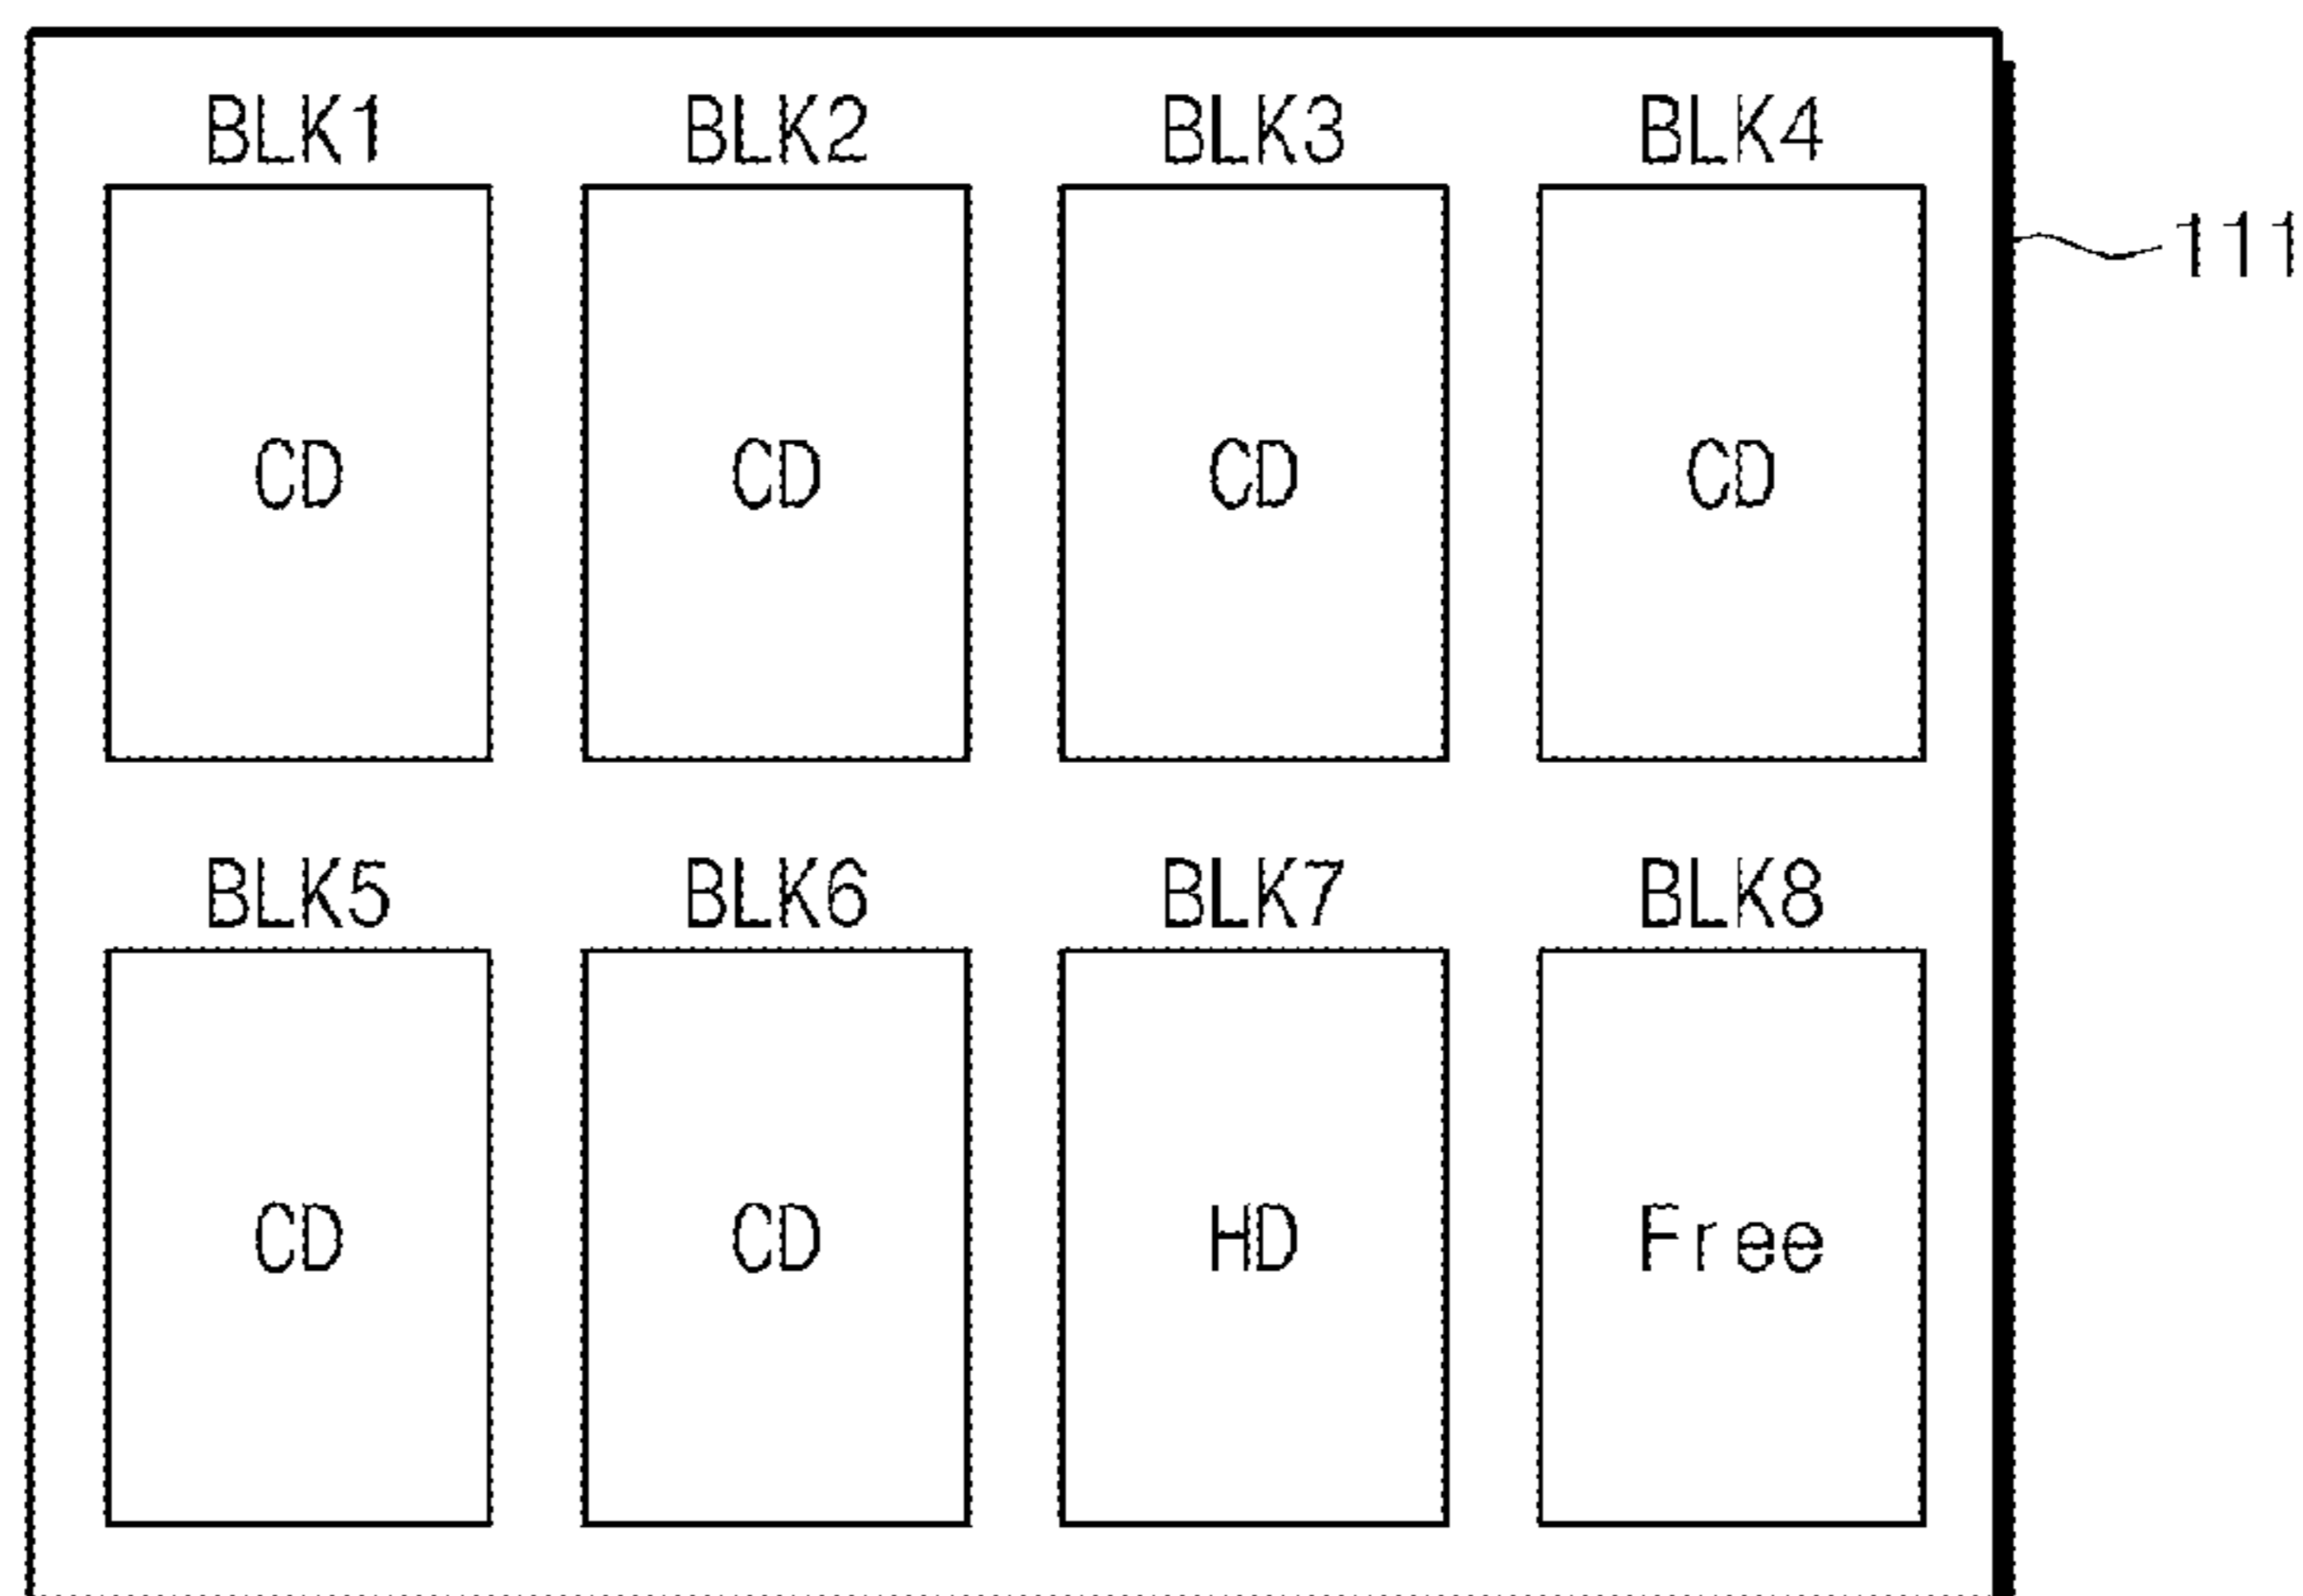 BLK1 BLK2 BLK3 BLK4
111
CD CD CD CD
BLK5 BLK6 BLK7 BLK8
CD CD HD Free